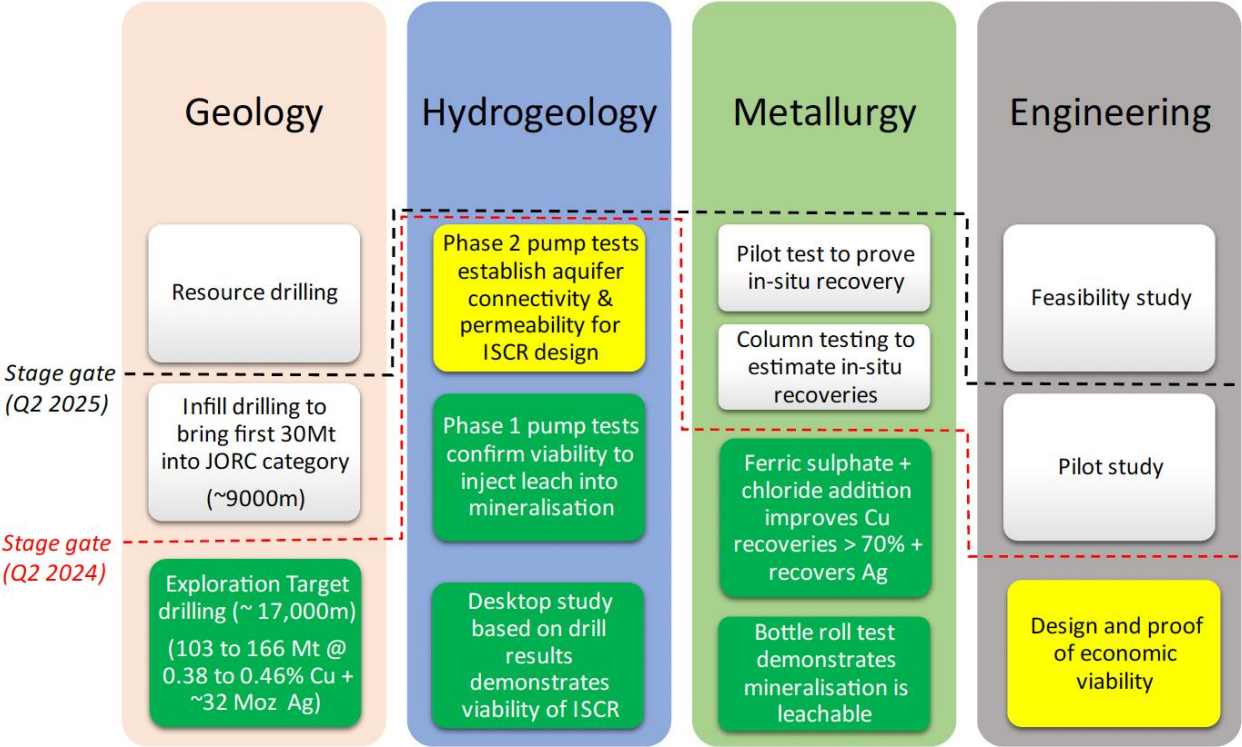 Geology
Hydrogeology
Metallurgy
Engineering
Stage gate
(Q2 2025)
Stage gate
(Q2 2024)
Resource drilling
Infill drilling to
bring first 30Mt
into JORC category
(~9000m)
Exploration Target
drilling (~ 17,000m)
(103 to 166 Mt @
0.38 to 0.46% Cu +
~32 Moz  Ag)
Phase 2 pump tests
establish aquifer
connectivity &
permeability for
ISCR design
Phase 1 pump tests
confirm viability to
inject leach into
mineralisation
Desktop study
based on drill
results
demonstrates
viability of ISCR
Pilot test to prove
in-situ recovery
Column testing to
estimate in-situ
recoveries
Ferric sulphate +
chloride addition
improves Cu
recoveries > 70% +
recovers Ag
Bottle roll test
demonstrates
mineralisation is
leachable
Feasibility study
Pilot study
Design and proof
of economic
viability